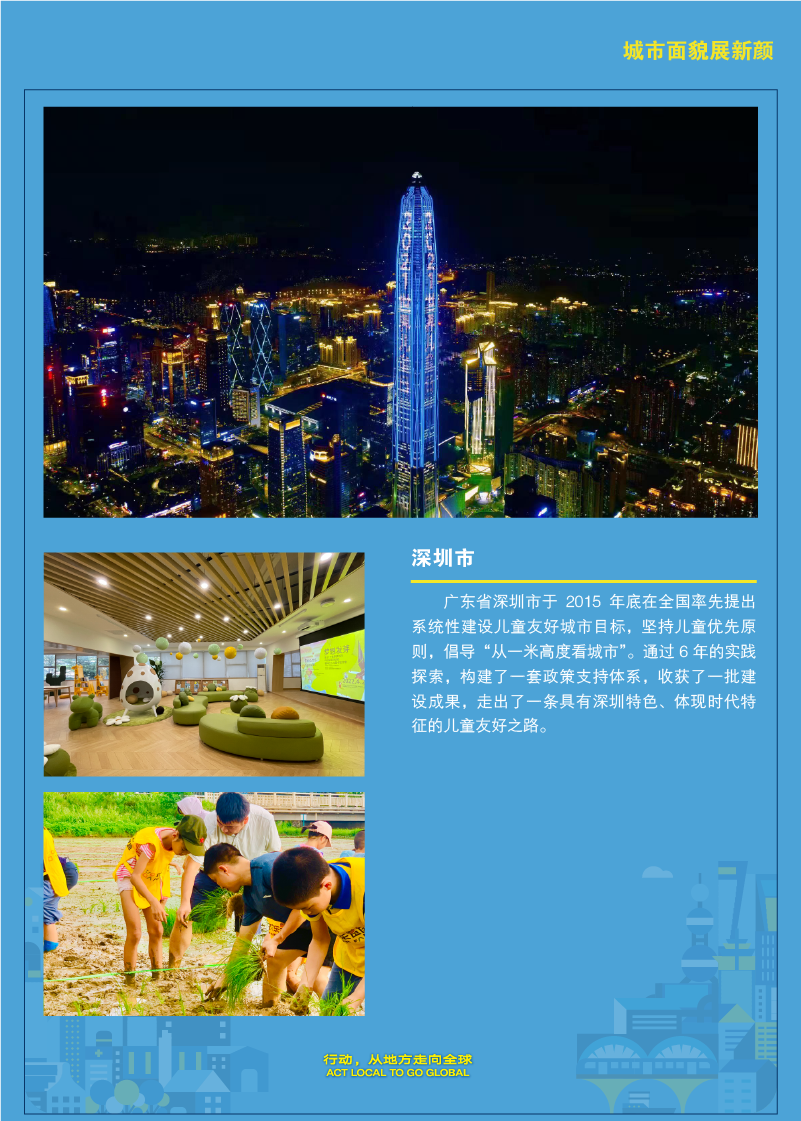 城市面貌展新颜
深圳市
广东省深圳市于 2015 年底在全国率先提出
系统性建设儿童友好城市目标，坚持儿童优先原
则，倡导“从一米高度看城市”。通过 6 年的实践
探索，构建了一套政策支持体系，收获了一批建
设成果，走出了一条具有深圳特色、体现时代特
征的儿童友好之路。
行动，从地方走向全球
ACT LOCAL TO GO GLOBAL